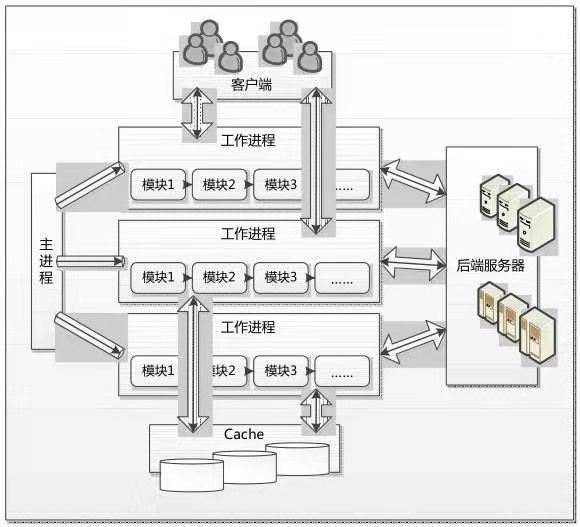 客户端
工作进程
模块1
模块2
模块3
......
主进程
工作进程
模块1
模块2
模块3
......
后端服务器
工作进程
模块1
模块2
模块3
......
Cache